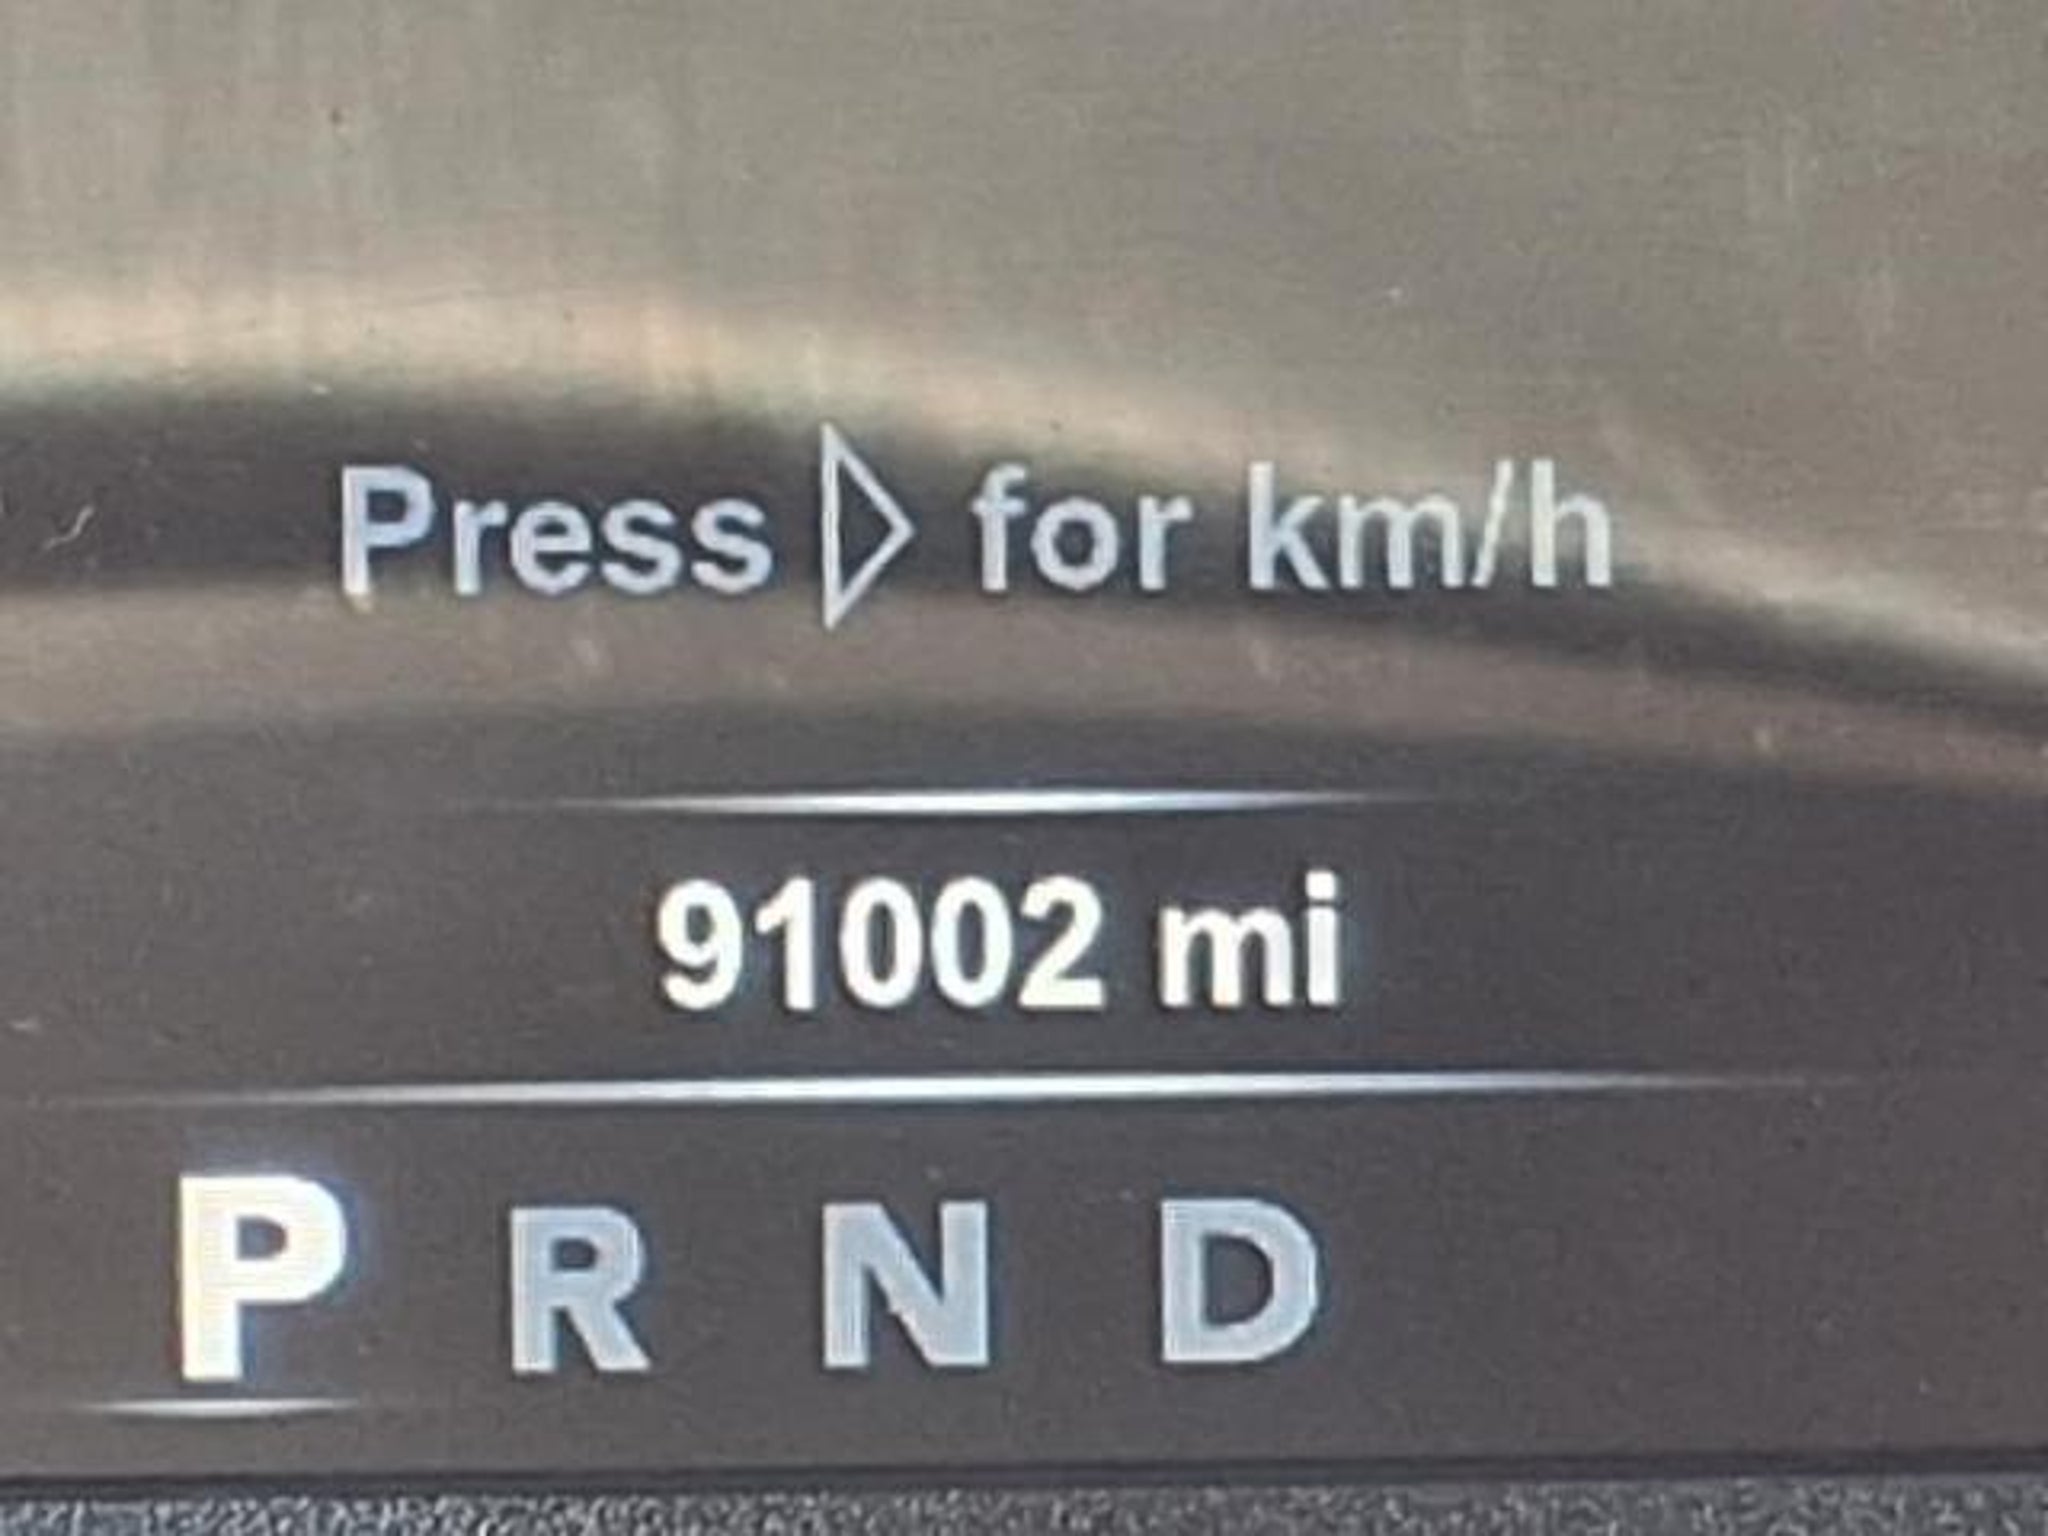 Press ▷ for km/h
91002 mi
P R N D